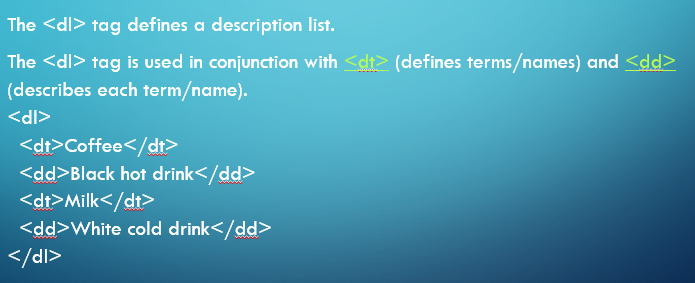 The <dl> tag defines a description list.
The <dl> tag is used in conjunction with <dt> (defines terms/names) and <dd>
(describes each term/name).
<dl>
<dt>Coffee</dt>
<dd>Black hot drink</dd>
<dt>Milk</dt>
<dd>White cold drink</dd>
</dl>